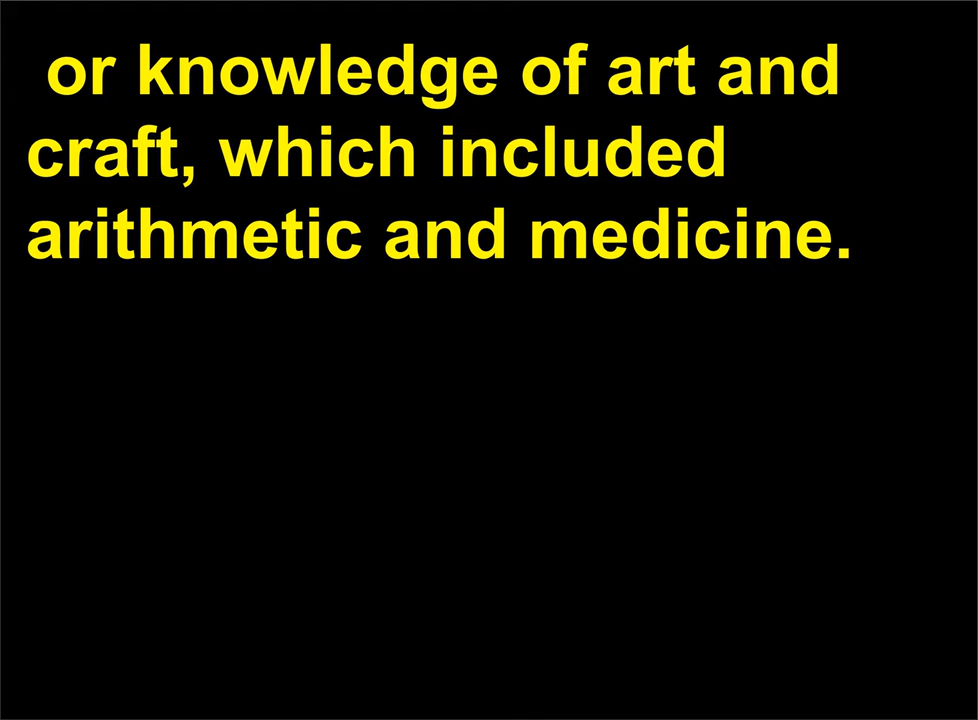 or knowledge of art and
craft, which included
arithmetic and medicine.